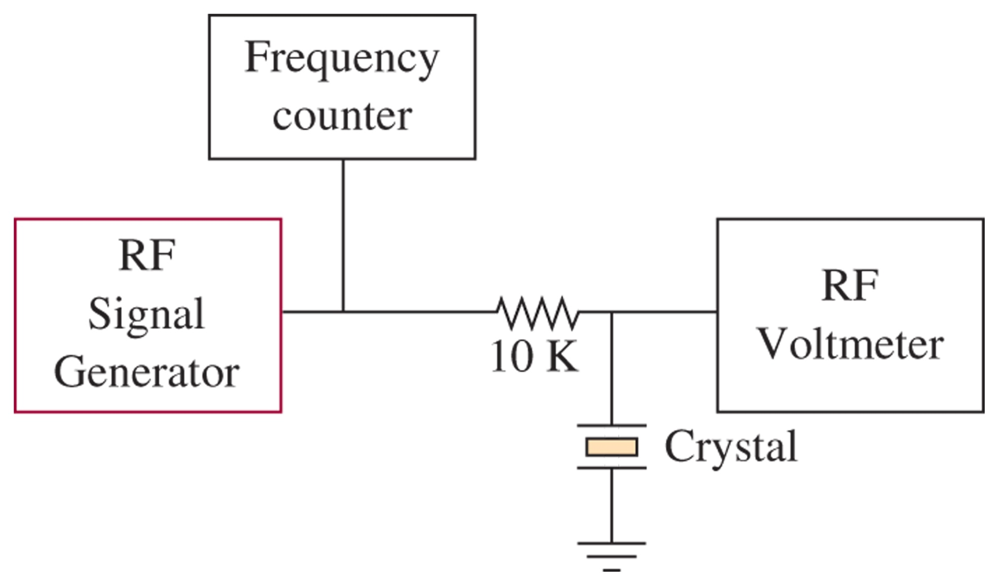 Frequency
counter
RF
Signal
Generator
10 K
RF
Voltmeter
Crystal